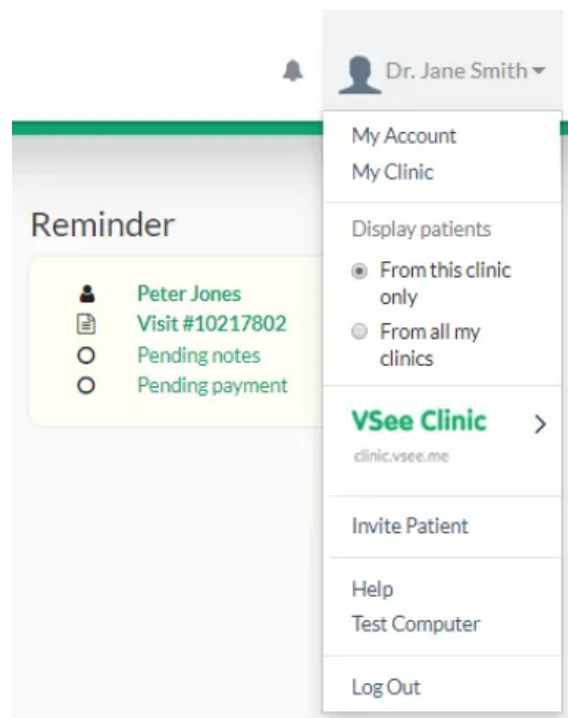 Dr. Jane Smith
My Account
My Clinic
Reminder
Display patients
Peter Jones
Visit #10217802
Pending notes
Pending payment
From this clinic
only
From all my
clinics
VSee Clinic
clinic.vsee.me
Invite Patient
Help
Test Computer
Log Out